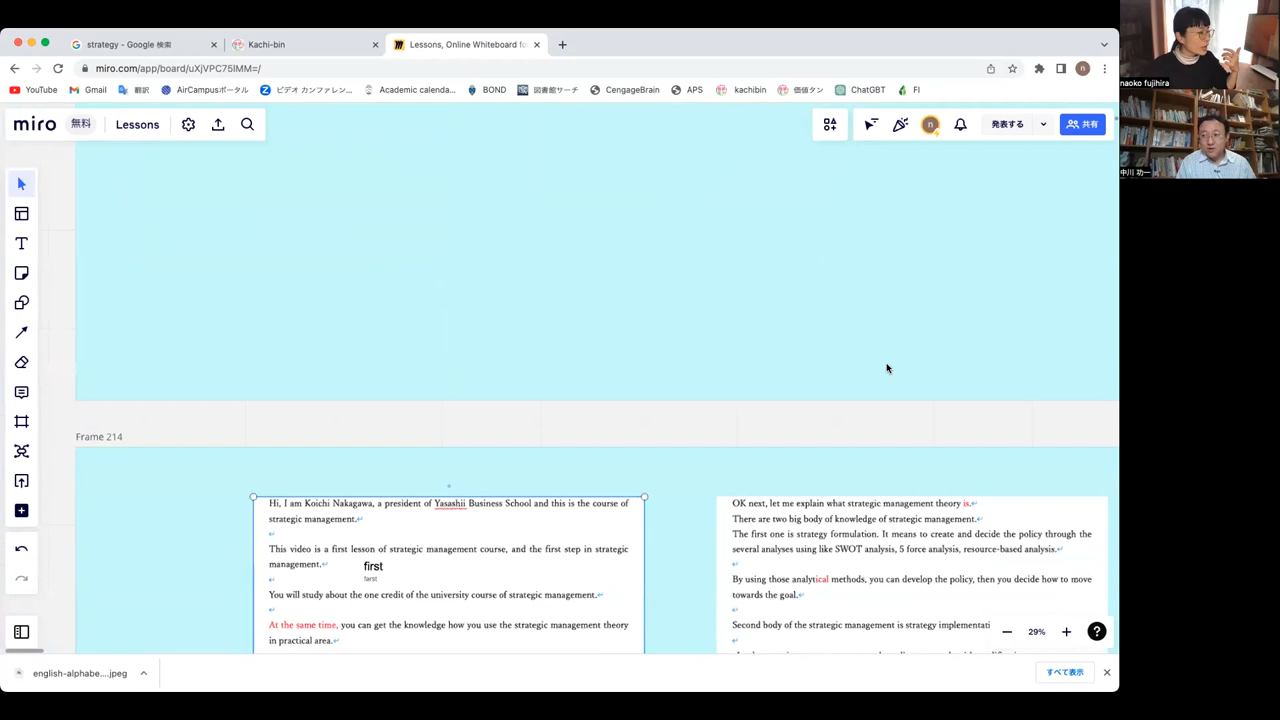 strategy - Google 検索
Kachi-bin
Lessons, Online Whiteboard fo
miro.com/app/board/uXjVPC75IMM=/
YouTube
Gmail
翻訳
AirCampusポータル
ビデオ カンファレン...
Academic calenda...
BOND
図書館サーチ
CengageBrain
APS
kachibin
価値タン
ChatGBT
FI
miro
無料
Lessons
発表する
共有
naoko fujihira
中川 功一
Frame 214
Hi, I am Koichi Nakagawa, a president of Yasashii Business School and this is the course of
strategic management.
This video is a first lesson of strategic management course, and the first step in strategic
management.
first
fərst
You will study about the one credit of the university course of strategic management.
At the same time, you can get the knowledge how you use the strategic management theory
in practical area.
OK next, let me explain what strategic management theory is.
There are two big body of knowledge of strategic management.
The first one is strategy formulation. It means to create and decide the policy through the
several analyses using like SWOT analysis, 5 force analysis, resource-based analysis.
By using those analytical methods, you can develop the policy, then you decide how to move
towards the goal.
Second body of the strategic management is strategy implementati
29%
english-alphabe....jpeg
すべて表示